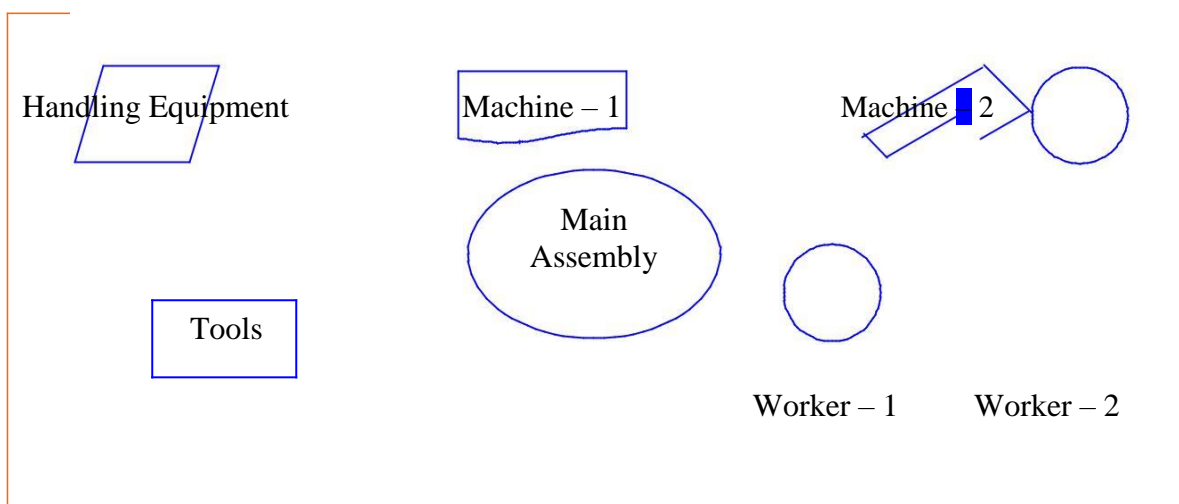 Handling Equipment
Machine – 1
Machine – 2
Main
Assembly
Tools
Worker – 1
Worker – 2